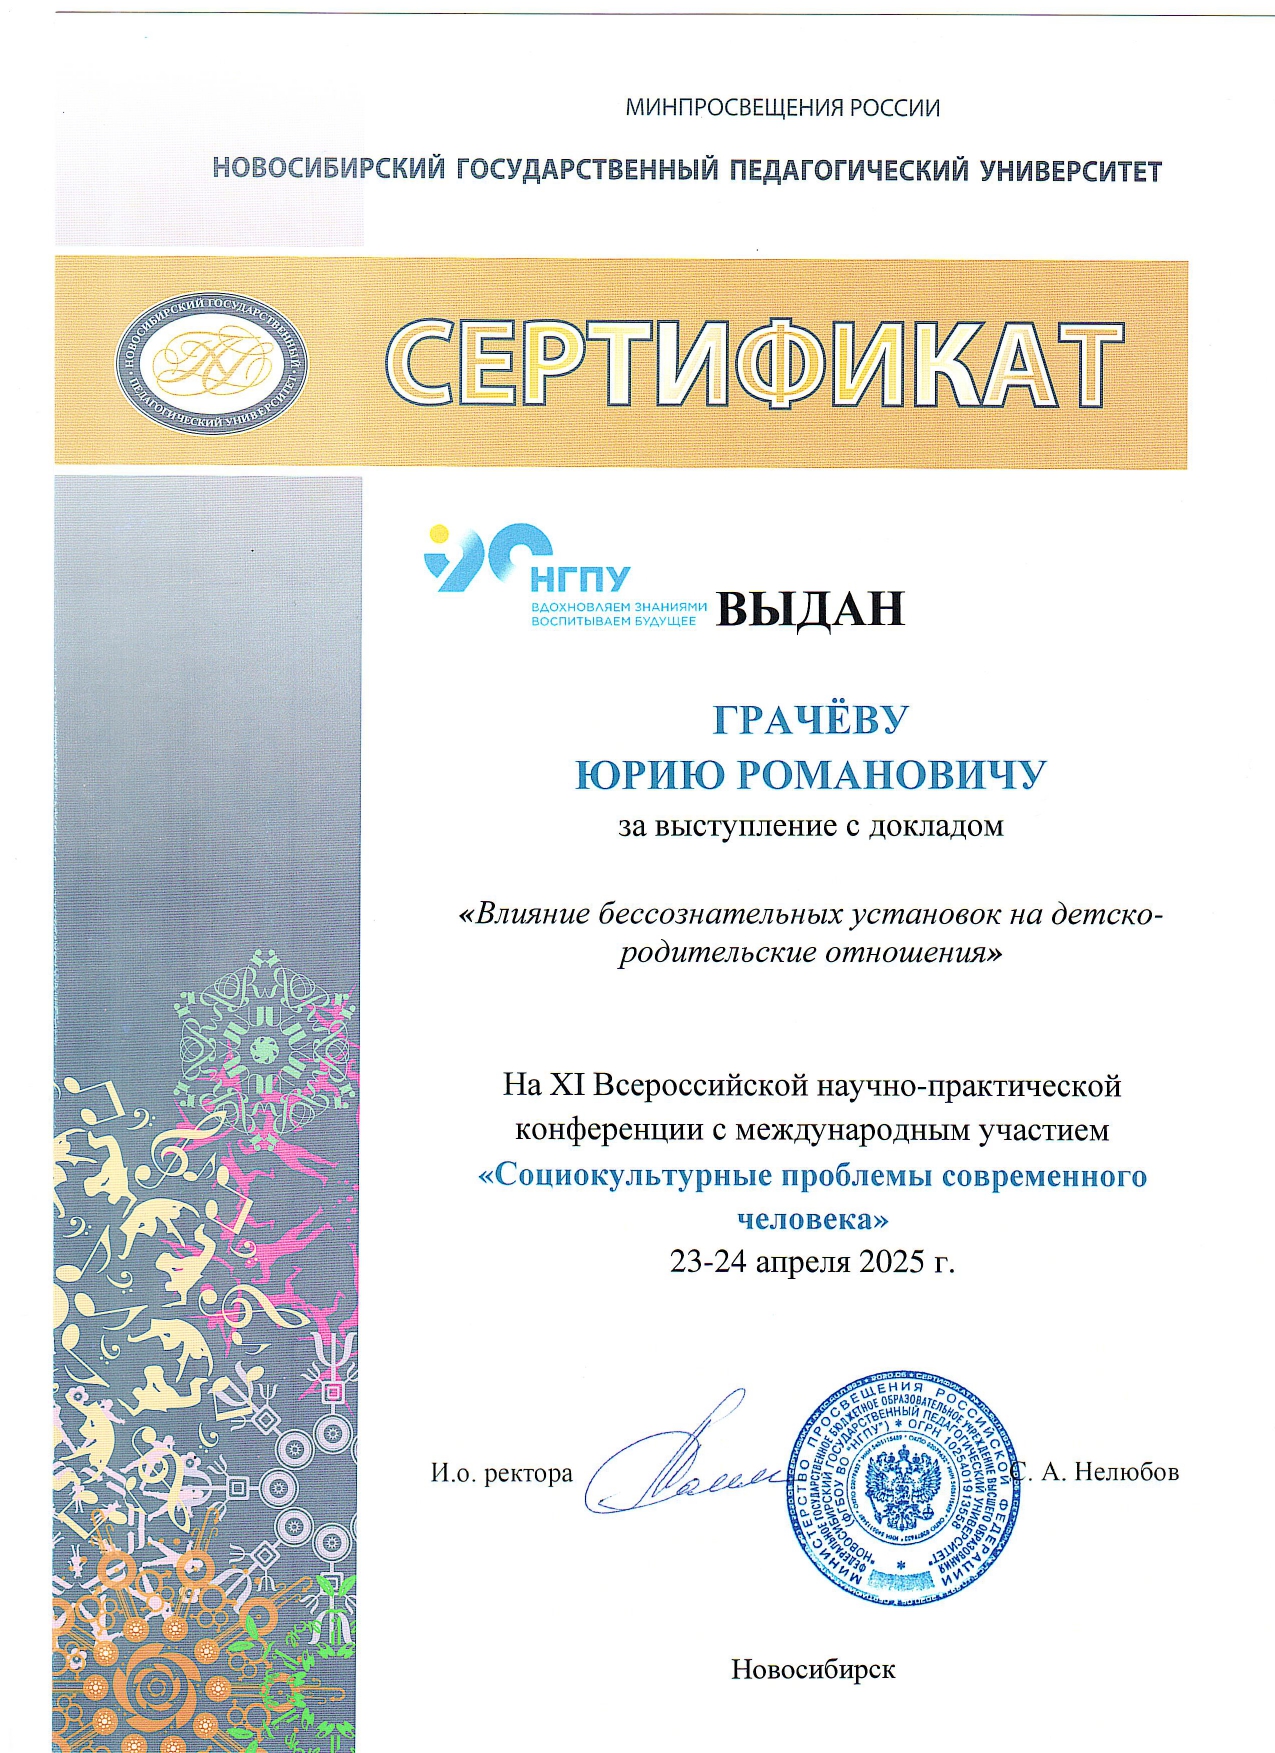 МИНПРОСВЕЩЕНИЯ РОССИИ
НОВОСИБИРСКИЙ ГОСУДАРСТВЕННЫЙ ПЕДАГОГИЧЕСКИЙ УНИВЕРСИТЕТ
НОВОСИБИРСКИЙ ГОСУДАРСТВЕННЫЙ
ПЕДАГОГИЧЕСКИЙ УНИВЕРСИТЕТ
СЕРТИФИКАТ
НГПУ
ВДОХНОВЛЯЕМ ЗНАНИЯМИ
ВОСПИТЫВАЕМ БУДУЩЕЕ
ВЫДАН
ГРАЧЁВУ
ЮРИЮ РОМАНОВИЧУ
за выступление с докладом
«Влияние бессознательных установок на детско-
родительские отношения»
На XI Всероссийской научно-практической
конференции с международным участием
«Социокультурные проблемы современного
человека»
23-24 апреля 2025 г.
И.о. ректора
С. А. Нелюбов
МИНИСТЕРСТВО ПРОСВЕЩЕНИЯ РОССИЙСКОЙ ФЕДЕРАЦИИ
ФЕДЕРАЛЬНОЕ ГОСУДАРСТВЕННОЕ БЮДЖЕТНОЕ ОБРАЗОВАТЕЛЬНОЕ УЧРЕЖДЕНИЕ ВЫСШЕГО ОБРАЗОВАНИЯ
"НОВОСИБИРСКИЙ ГОСУДАРСТВЕННЫЙ ПЕДАГОГИЧЕСКИЙ УНИВЕРСИТЕТ"
(ФГБОУ ВО "НГПУ") * ОГРН 1025401913558
Новосибирск